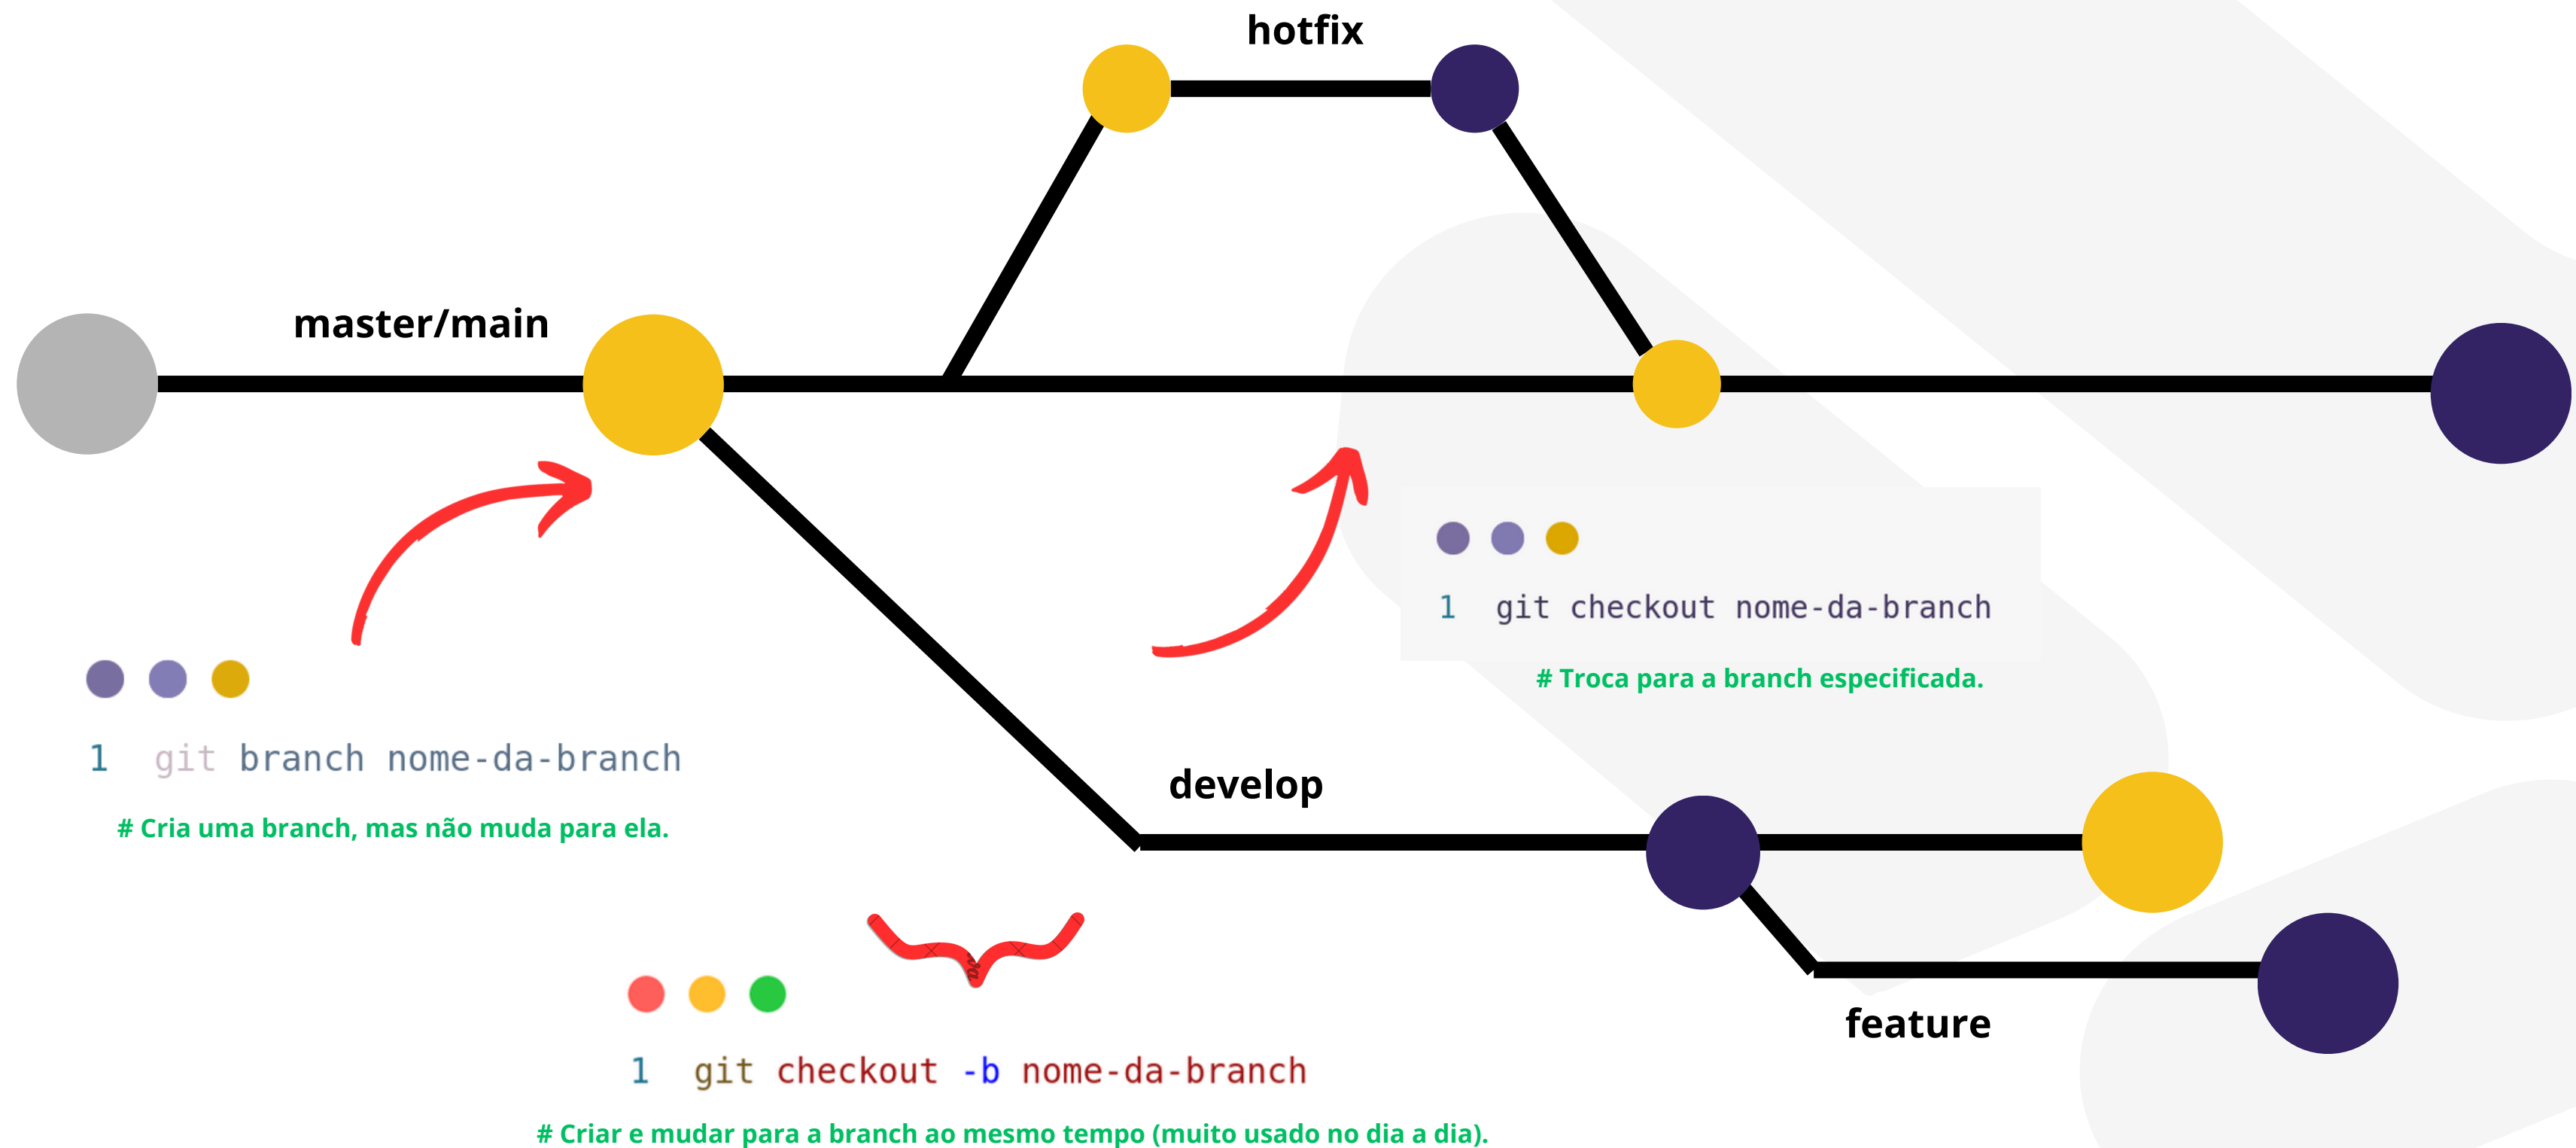 hotfix
master/main
1 git checkout nome-da-branch
# Troca para a branch especificada.
1 git branch nome-da-branch
# Cria uma branch, mas não muda para ela.
develop
feature
1 git checkout -b nome-da-branch
# Criar e mudar para a branch ao mesmo tempo (muito usado no dia a dia).